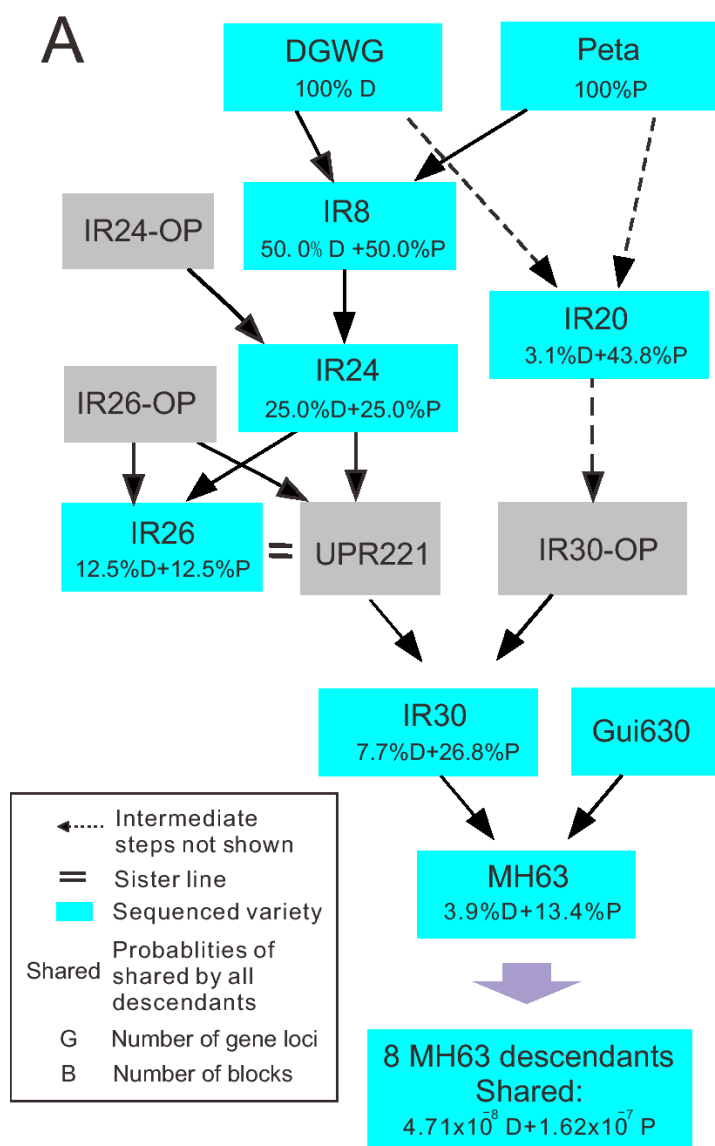 A
DGWG
100% D
Peta
100%P
IR24-OP
IR8
50. 0% D +50.0%P
IR20
3.1%D+43.8%P
IR24
25.0%D+25.0%P
IR26-OP
IR26
12.5%D+12.5%P
=
UPR221
IR30-OP
IR30
7.7%D+26.8%P
Gui630
MH63
3.9%D+13.4%P
8 MH63 descendants
Shared:
4.71x10⁻⁸ D+1.62x10⁻⁷ P
Intermediate
steps not shown
= Sister line
Sequenced variety
Shared Probablities of
shared by all
descendants
G Number of gene loci
B Number of blocks